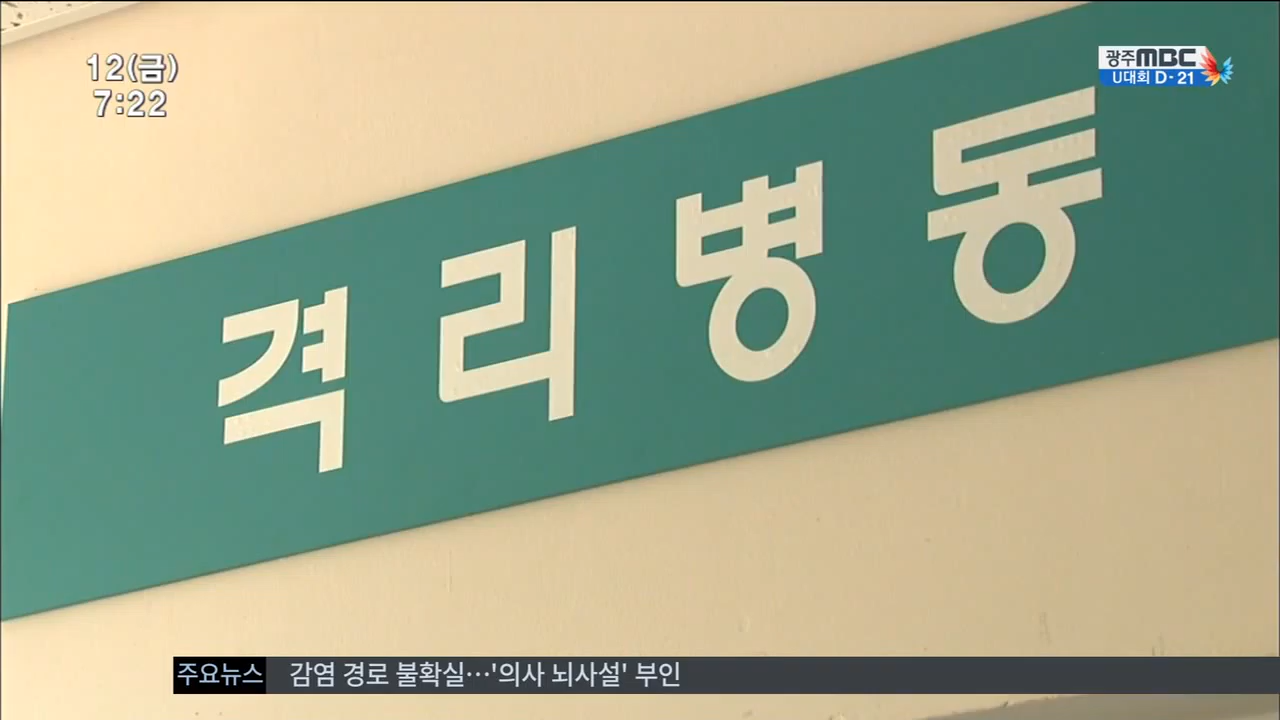 12(금)
7:22
광주MBC
U대회 D-21
격리병동
주요뉴스 감염 경로 불확실…'의사 뇌사설' 부인